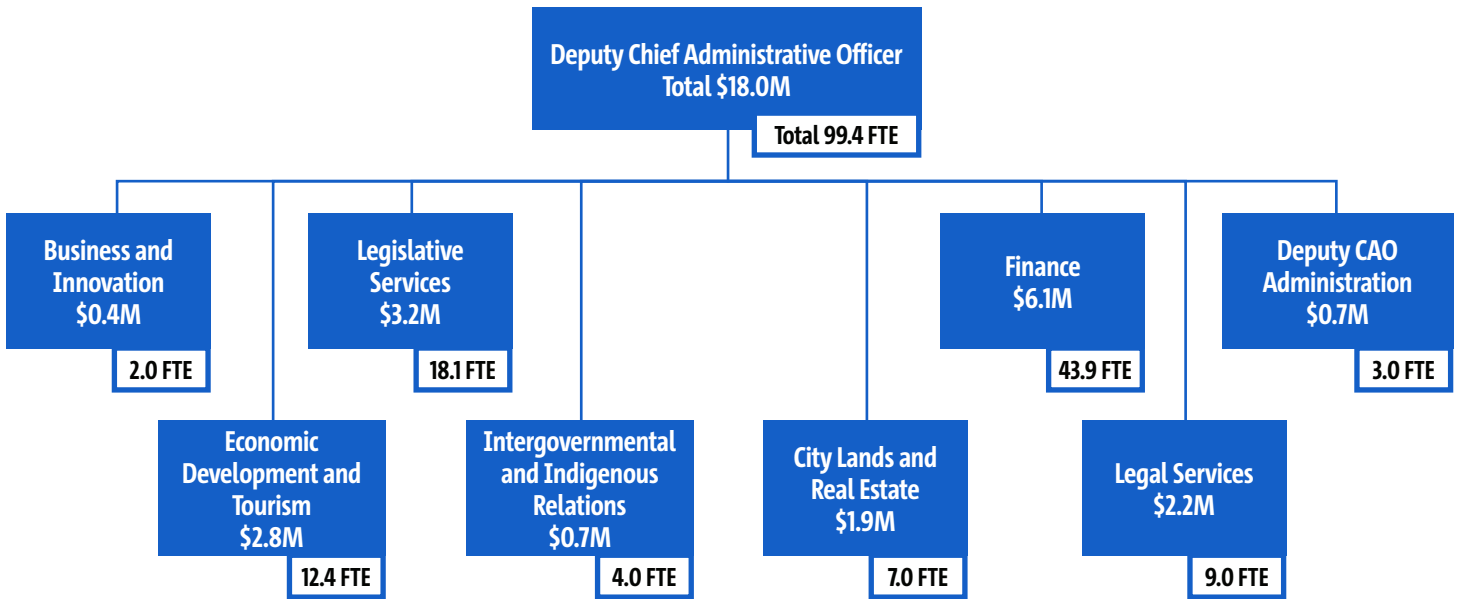 Deputy Chief Administrative Officer
Total $18.0M
Total 99.4 FTE
Business and
Innovation
$0.4M
2.0 FTE
Legislative
Services
$3.2M
18.1 FTE
Finance
$6.1M
43.9 FTE
Deputy CAO
Administration
$0.7M
3.0 FTE
Economic
Development and
Tourism
$2.8M
12.4 FTE
Intergovernmental
and Indigenous
Relations
$0.7M
4.0 FTE
City Lands and
Real Estate
$1.9M
7.0 FTE
Legal Services
$2.2M
9.0 FTE